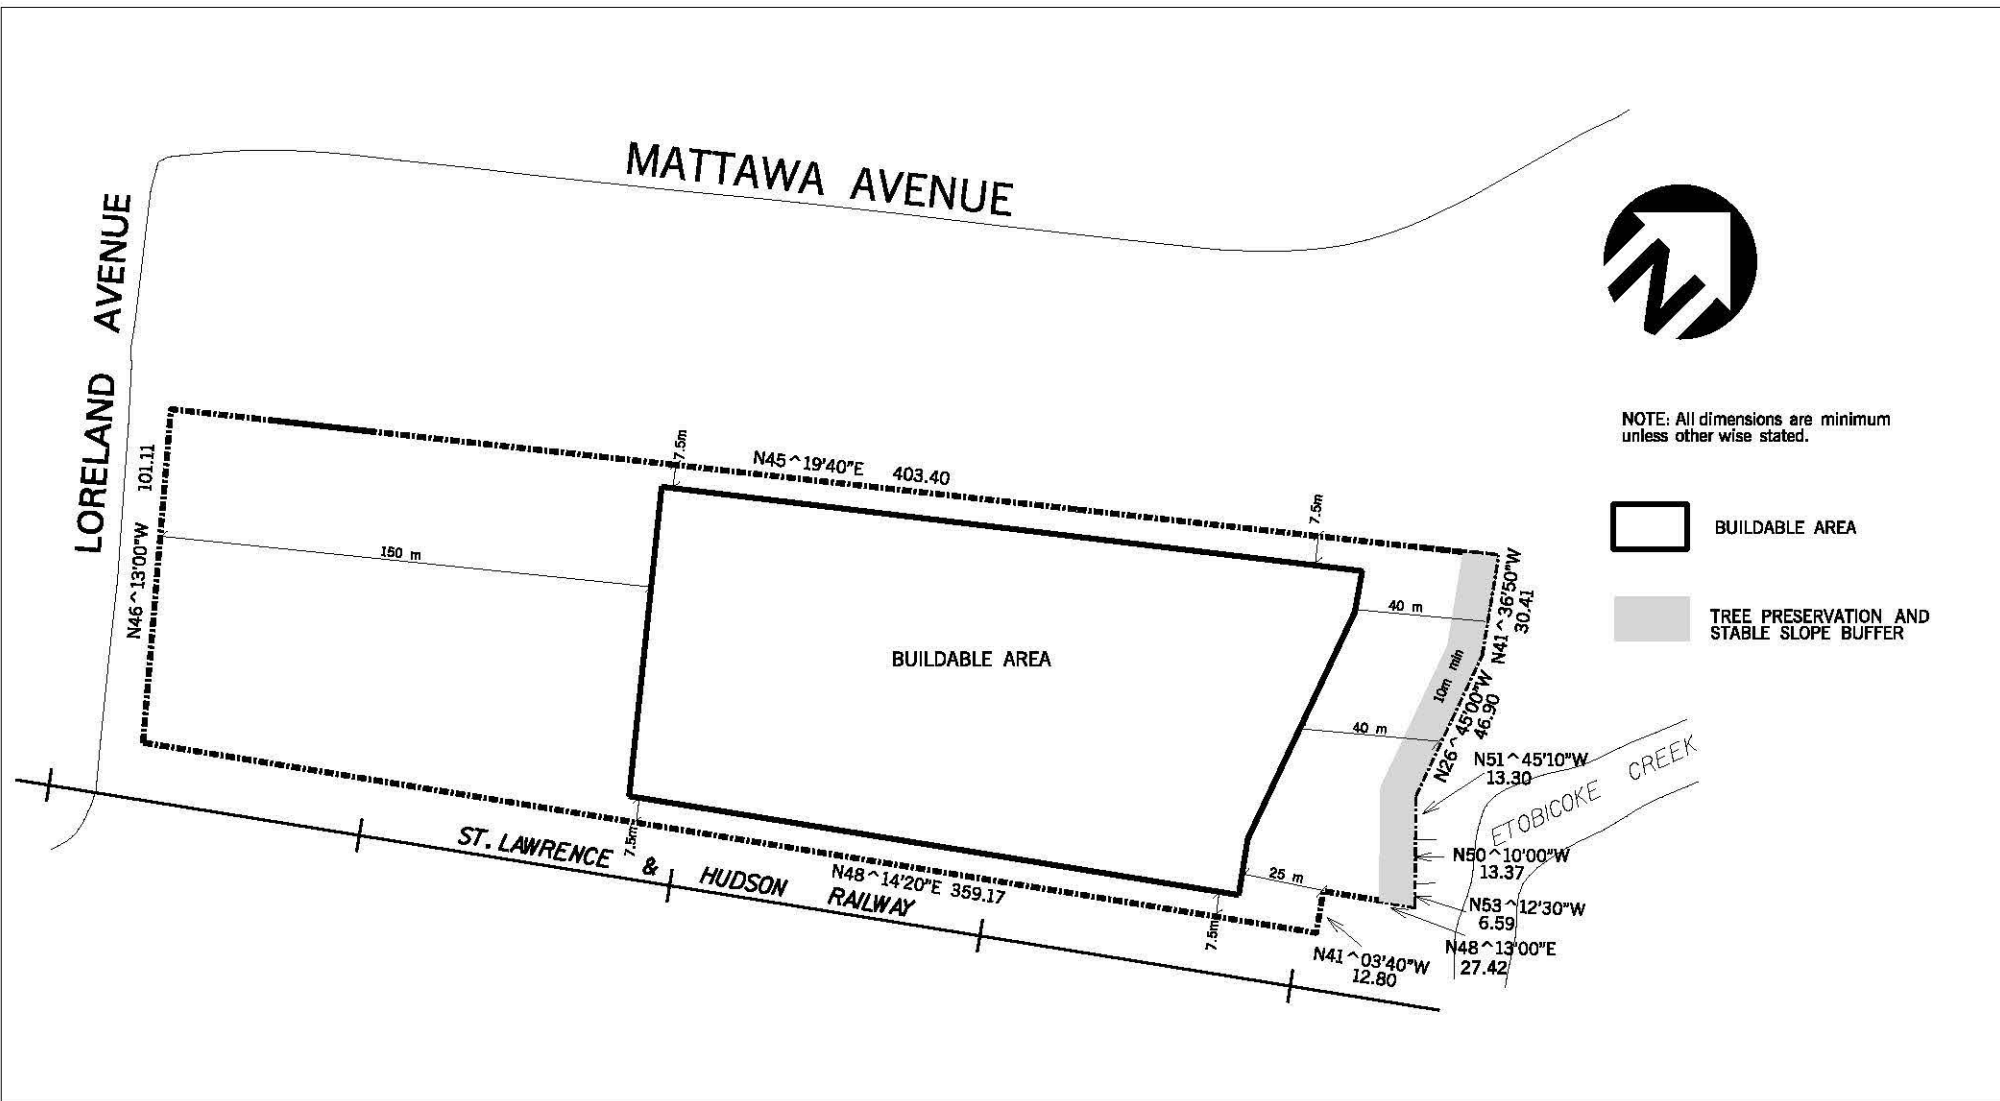 MATTAWA AVENUE
LORELAND AVENUE
N
NOTE: All dimensions are minimum
unless other wise stated.
BUILDABLE AREA
TREE PRESERVATION AND
STABLE SLOPE BUFFER
101.11
N46^13'00"W
7.5m
N45^19'40"E 403.40
7.5m
150 m
BUILDABLE AREA
40 m
N41^36'50"W
30.41
10m min
40 m
N26^45'00"W
46.90
N51^45'10"W
13.30
ETOBICOKE CREEK
N50^10'00"W
13.37
25 m
N53^12'30"W
6.59
N48^13'00"E
27.42
N41^03'40"W
12.80
7.5m
7.5m
N48^14'20"E 359.17
ST. LAWRENCE & HUDSON RAILWAY